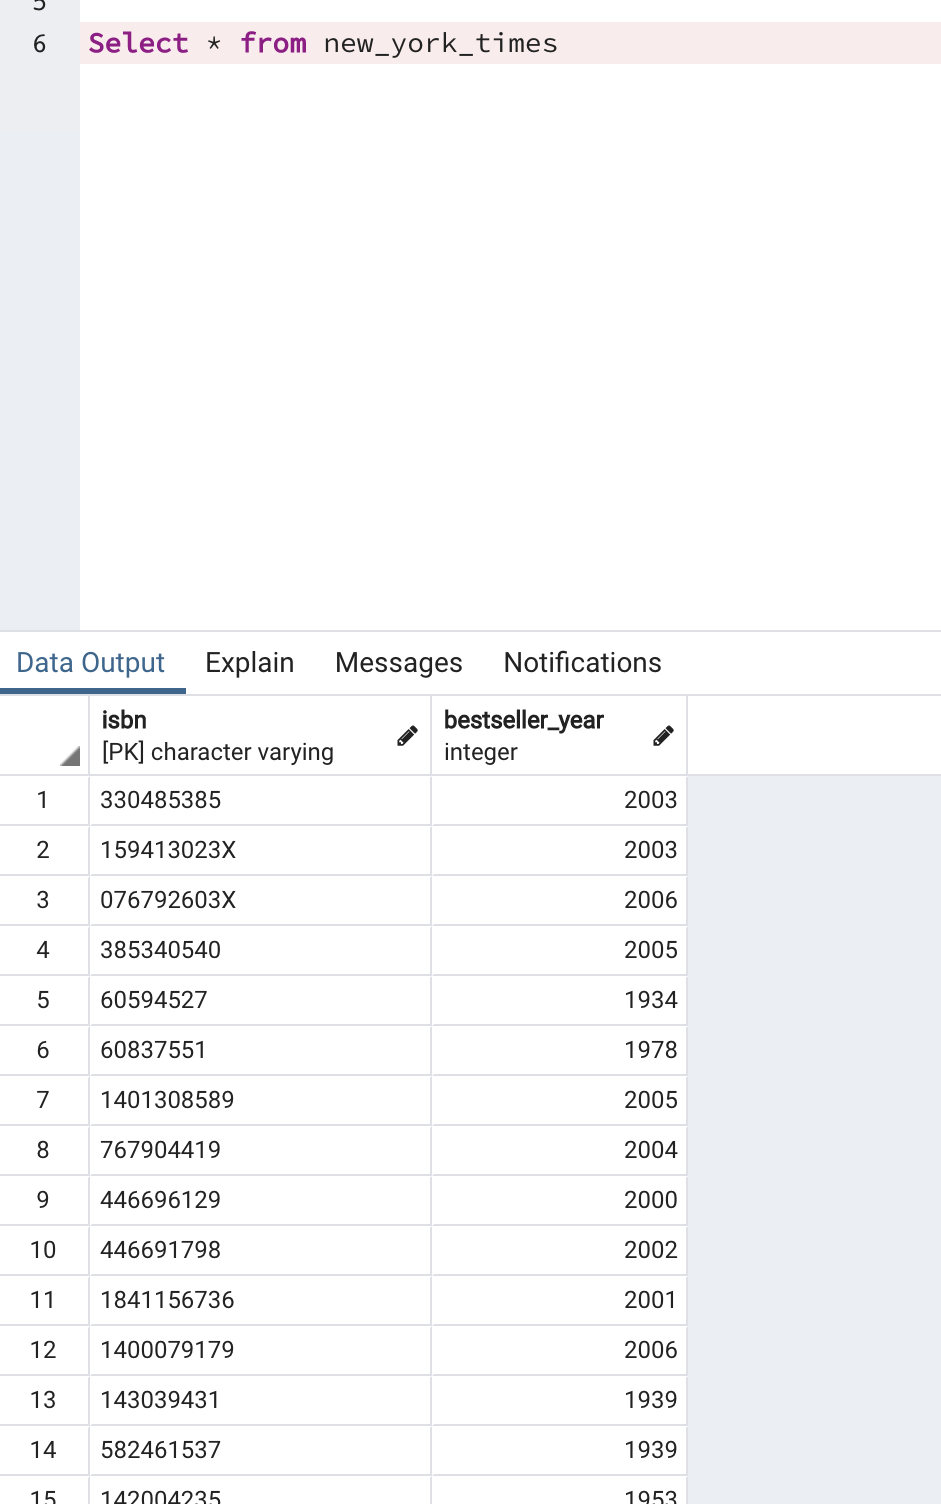 5
6 Select * from new_york_times
Data Output Explain Messages Notifications
isbn bestseller_year
[PK] character varying integer
1 330485385 2003
2 159413023X 2003
3 076792603X 2006
4 385340540 2005
5 60594527 1934
6 60837551 1978
7 1401308589 2005
8 767904419 2004
9 446696129 2000
10 446691798 2002
11 1841156736 2001
12 1400079179 2006
13 143039431 1939
14 582461537 1939
15 142004235 1953